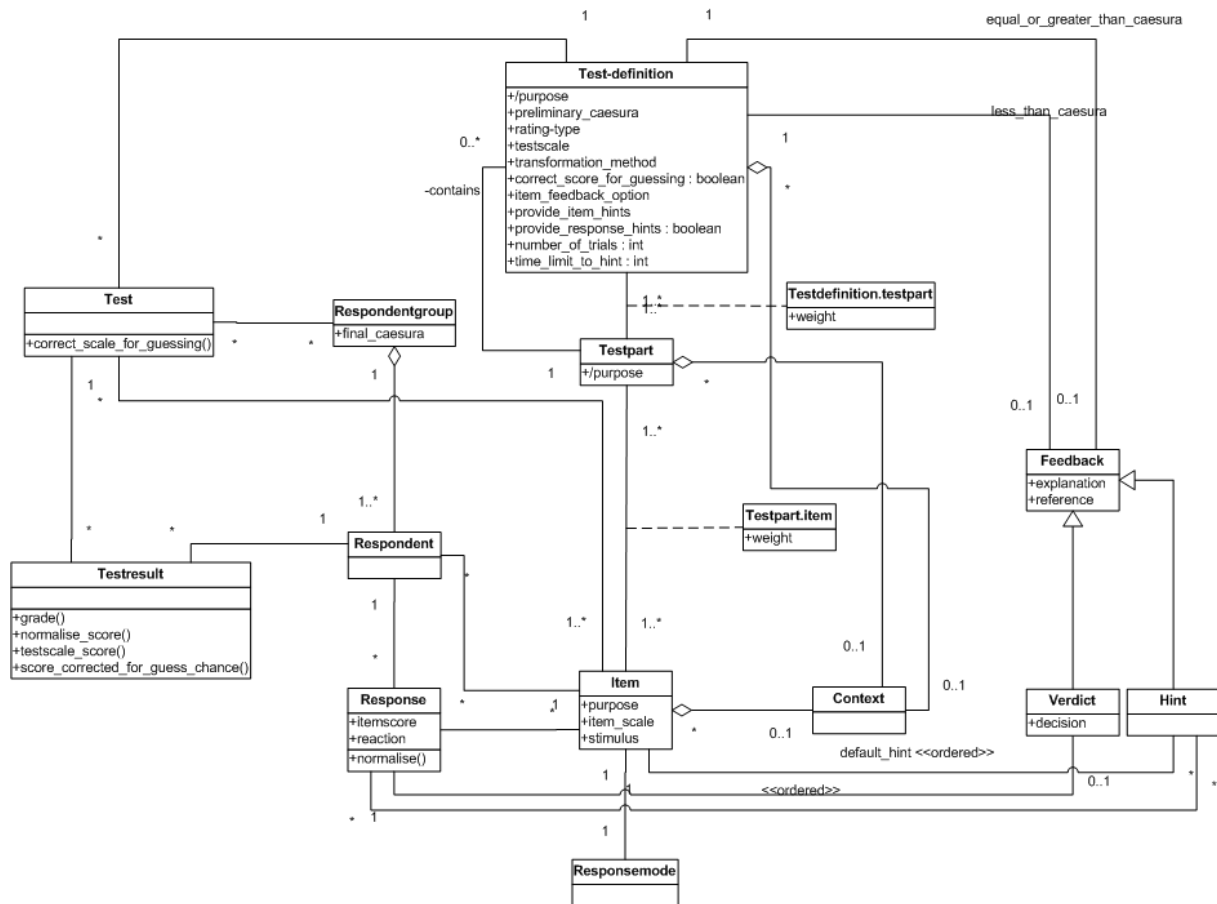 1
1
equal_or_greater_than_caesura
Test-definition
+/purpose
+preliminary_caesura
+rating-type
+testscale
+transformation_method
+correct_score_for_guessing : boolean
+item_feedback_option
+provide_item_hints
+provide_response_hints : boolean
+number_of_trials : int
+time_limit_to_hint : int
less_than_caesura
0..*
1
-contains
*
*
Test
+correct_scale_for_guessing()
Respondentgroup
+final_caesura
*
*
1..*
1..*
Testdefinition.testpart
+weight
Testpart
+/purpose
1
1
1
*
*
0..1
0..1
1..*
Feedback
+explanation
+reference
1..*
Testpart.item
+weight
*
*
1
1
Respondent
Testresult
+grade()
+normalise_score()
+testscale_score()
+score_corrected_for_guess_chance()
*
1
*
1..*
1..*
0..1
0..1
Response
+itemscore
+reaction
+normalise()
*
1
*
Item
+purpose
+item_scale
+stimulus
*
0..1
Context
Verdict
+decision
Hint
default_hint <<ordered>>
1
1
<<ordered>>
0..1
*
*
*
1
1
Responsemode